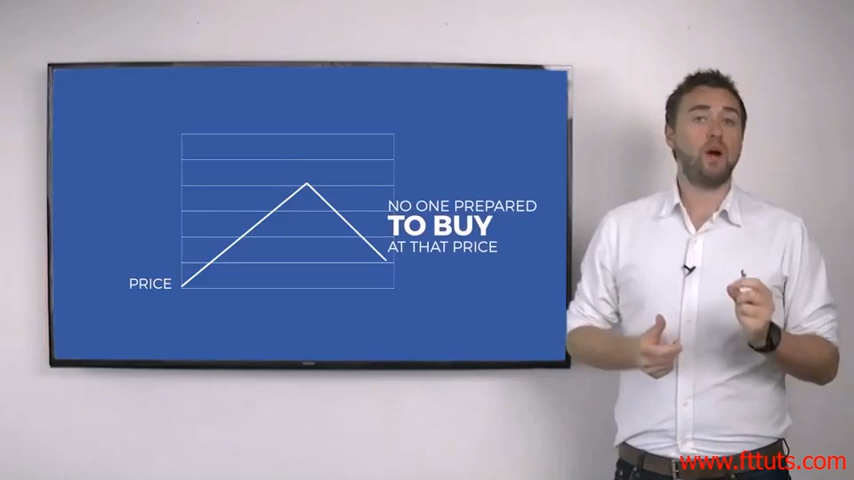 NO ONE PREPARED
TO BUY
AT THAT PRICE
PRICE
www.fttuts.com